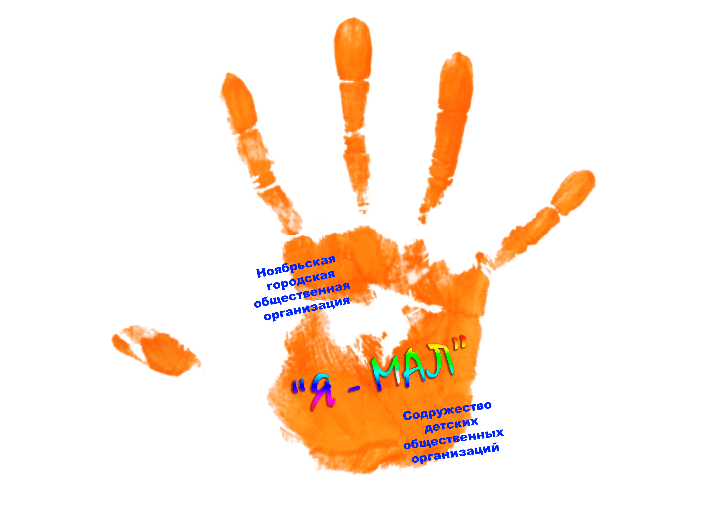 Ноябрьская
городская
общественная
организация
"Я - МАЛ"
Содружество
детских
общественных
организаций